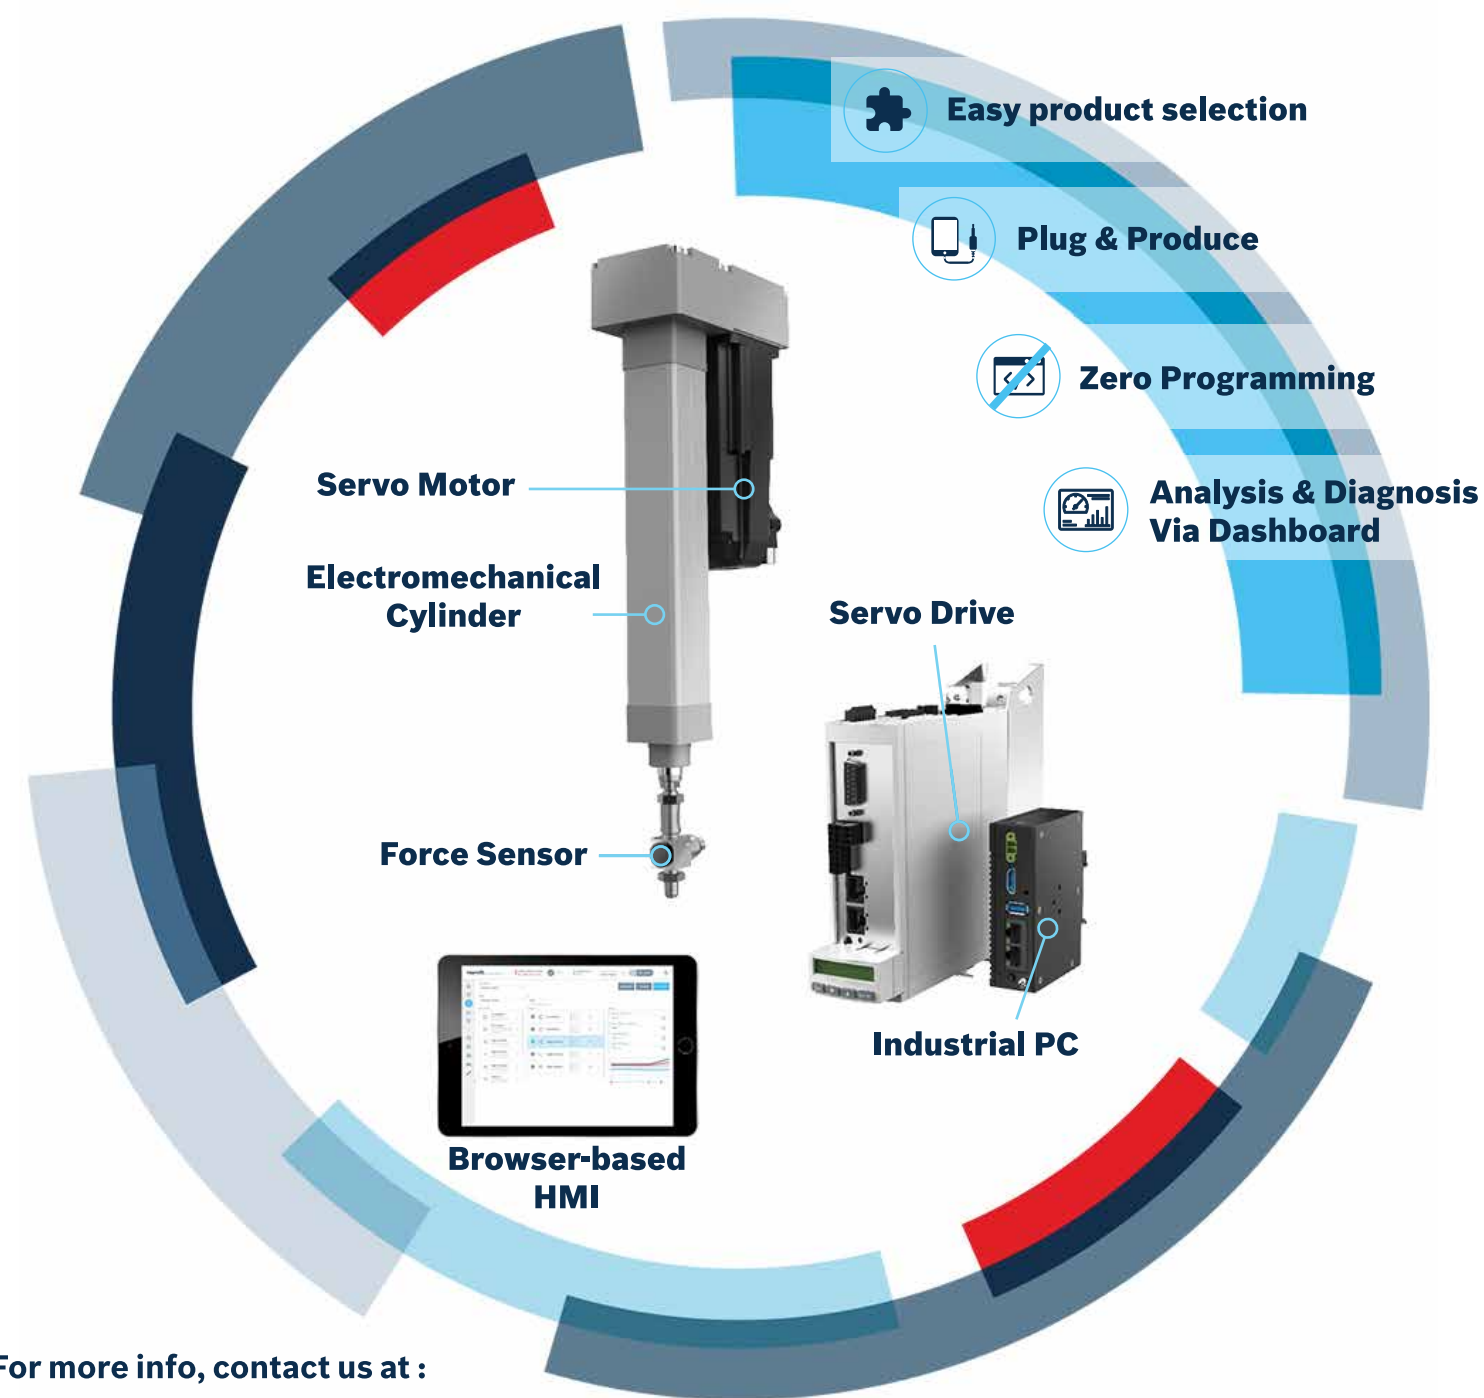 Easy product selection
Plug & Produce
Zero Programming
Analysis & Diagnosis
Via Dashboard
Servo Motor
Electromechanical
Cylinder
Servo Drive
Force Sensor
Industrial PC
Browser-based
HMI
For more info, contact us at :